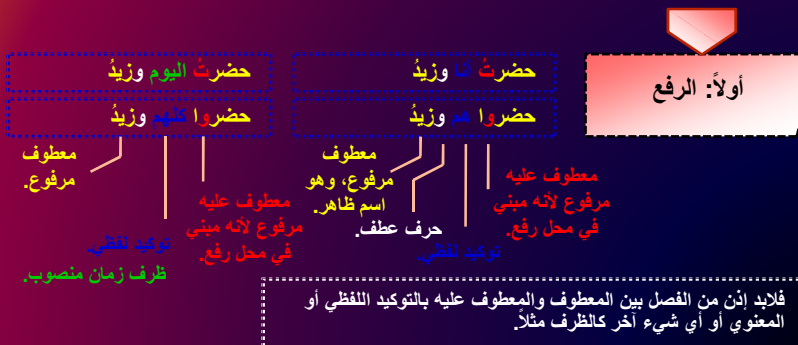 أولاً: الرفع
حضرتُ أنا وزيدُ
حضروا هم وزيدُ
معطوف عليه
مرفوع لأنه مبني
في محل رفع.
توكيد لفظي.
حرف عطف.
معطوف
مرفوع، وهو
اسم ظاهر.
حضرتُ اليوم وزيدُ
حضروا كلهم وزيدُ
معطوف عليه
مرفوع لأنه مبني
في محل رفع.
توكيد لفظي.
ظرف زمان منصوب.
معطوف
مرفوع.
فلابد إذن من الفصل بين المعطوف والمعطوف عليه بالتوكيد اللفظي أو
المعنوي أو أي شيء آخر كالظرف مثلاً.